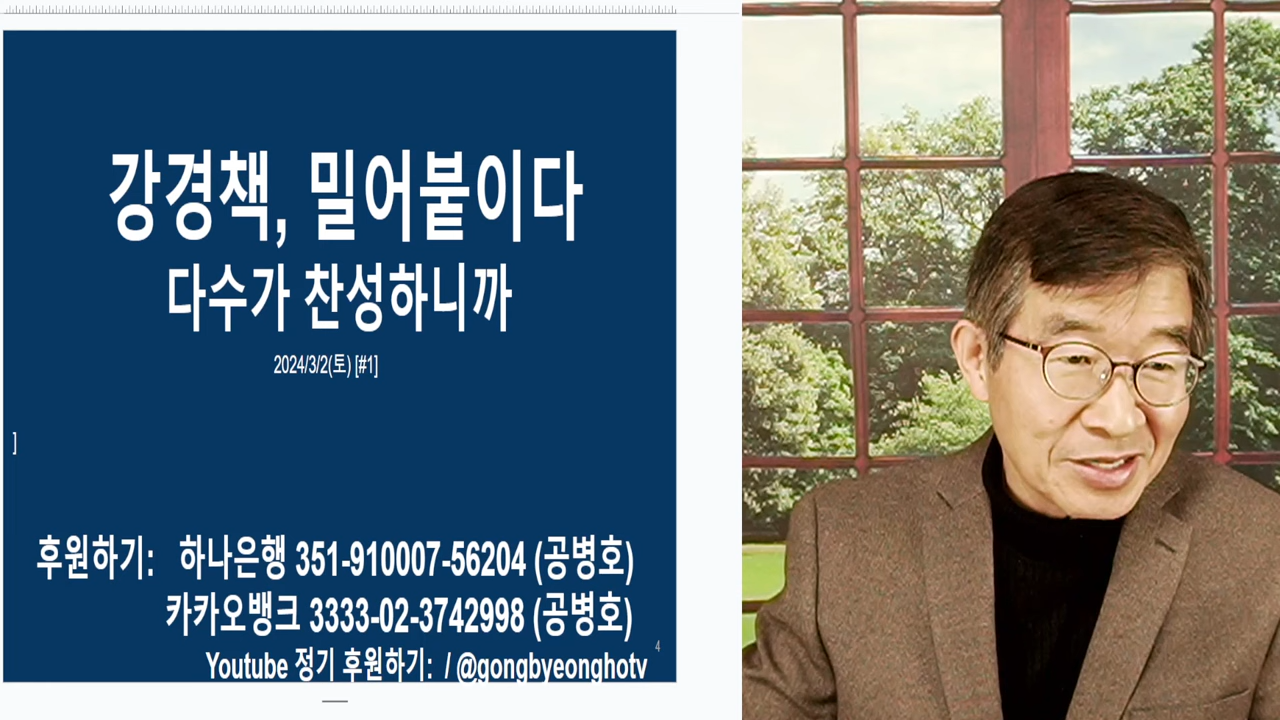 강경책, 밀어붙이다
다수가 찬성하니까
2024/3/2(토) [#1]
]
후원하기: 하나은행 351-910007-56204 (공병호)
카카오뱅크 3333-02-3742998 (공병호)
4
Youtube 정기 후원하기: / @gongbyeonghotv